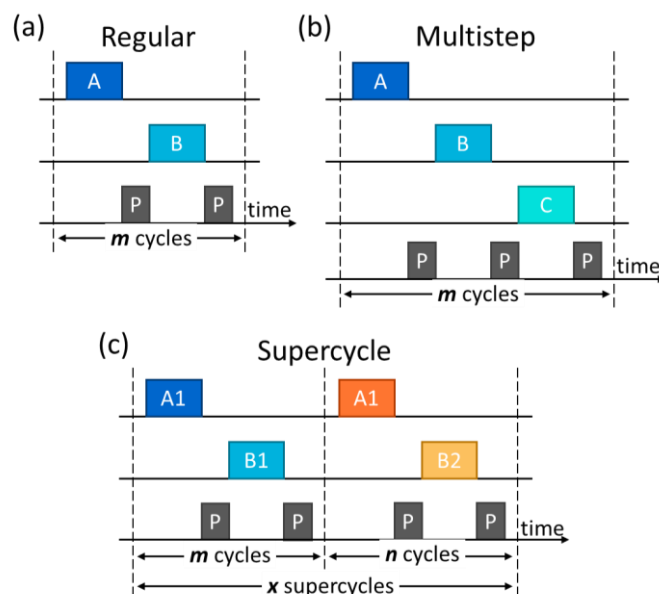 (a) Regular
A
B
P P time
m cycles
(b) Multistep
A
B
C
P P P time
m cycles
(c) Supercycle
A1 A1
B1 B2
P P P P time
m cycles n cycles
x supercycles